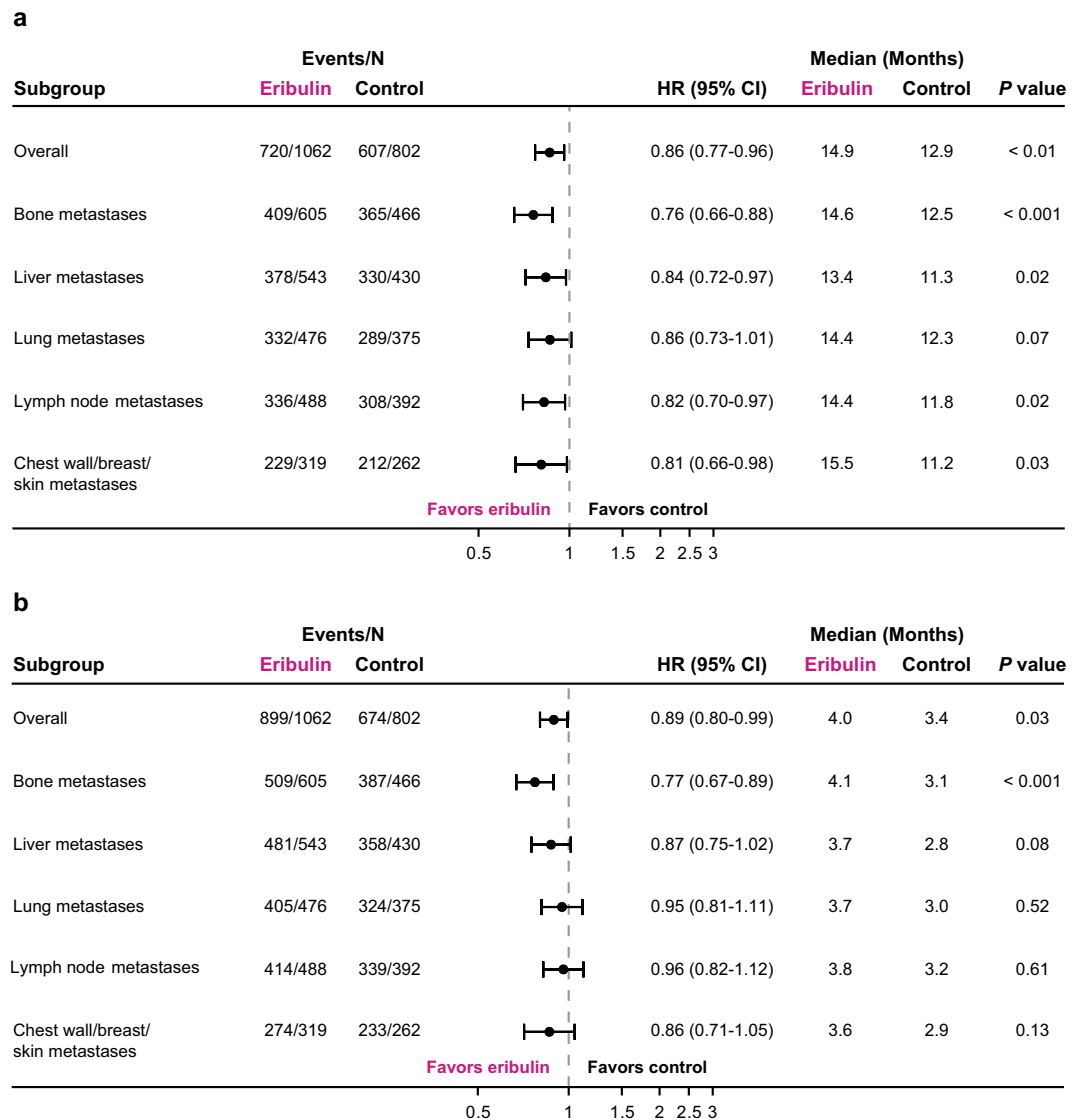 a
Events/N Median (Months)
Subgroup Eribulin Control HR (95% CI) Eribulin Control P value
Overall 720/1062 607/802 0.86 (0.77-0.96) 14.9 12.9 < 0.01
Bone metastases 409/605 365/466 0.76 (0.66-0.88) 14.6 12.5 < 0.001
Liver metastases 378/543 330/430 0.84 (0.72-0.97) 13.4 11.3 0.02
Lung metastases 332/476 289/375 0.86 (0.73-1.01) 14.4 12.3 0.07
Lymph node metastases 336/488 308/392 0.82 (0.70-0.97) 14.4 11.8 0.02
Chest wall/breast/ 229/319 212/262 0.81 (0.66-0.98) 15.5 11.2 0.03
skin metastases
Favors eribulin Favors control
0.5 1 1.5 2 2.5 3
b
Events/N Median (Months)
Subgroup Eribulin Control HR (95% CI) Eribulin Control P value
Overall 899/1062 674/802 0.89 (0.80-0.99) 4.0 3.4 0.03
Bone metastases 509/605 387/466 0.77 (0.67-0.89) 4.1 3.1 < 0.001
Liver metastases 481/543 358/430 0.87 (0.75-1.02) 3.7 2.8 0.08
Lung metastases 405/476 324/375 0.95 (0.81-1.11) 3.7 3.0 0.52
Lymph node metastases 414/488 339/392 0.96 (0.82-1.12) 3.8 3.2 0.61
Chest wall/breast/ 274/319 233/262 0.86 (0.71-1.05) 3.6 2.9 0.13
skin metastases
Favors eribulin Favors control
0.5 1 1.5 2 2.5 3